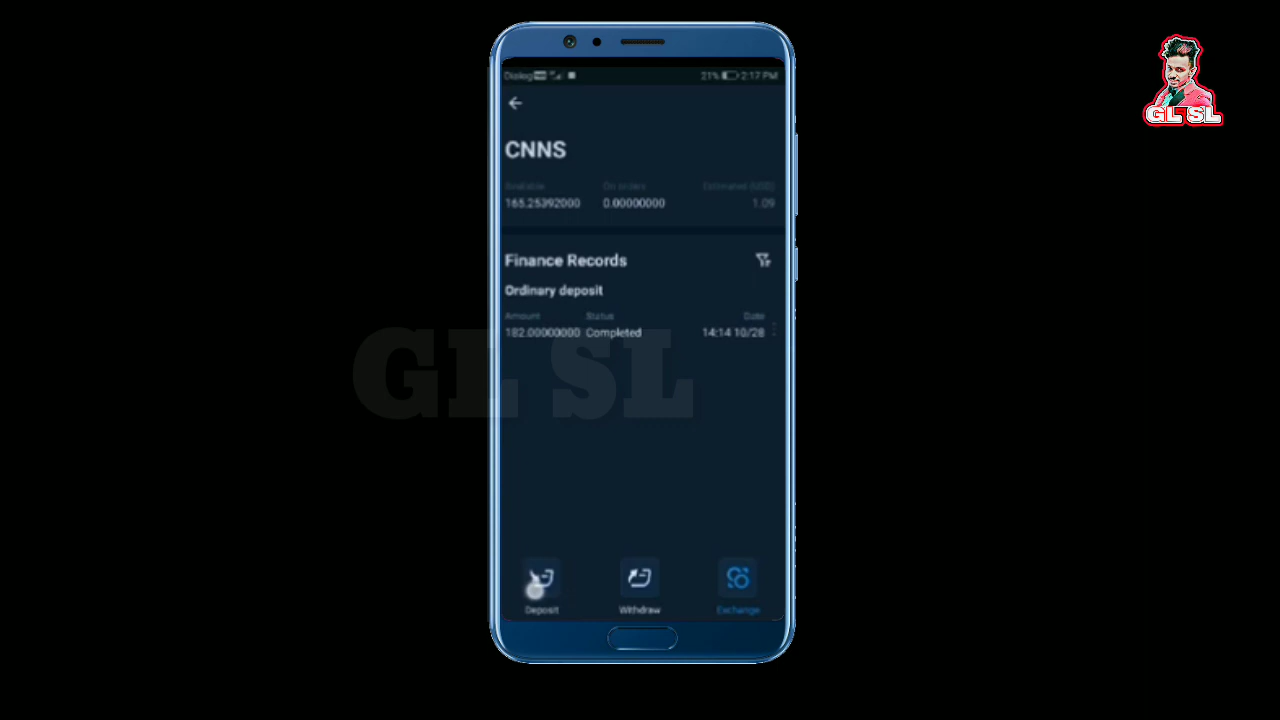 GL SL
Dialog 21% 2:17 PM
CNNS
Available On orders Estimated (USD)
165.25392000 0.00000000 1.09
Finance Records
Ordinary deposit
Amount Status Date
182.00000000 Completed 14:14 10/28
GL SL
Deposit Withdraw Exchange